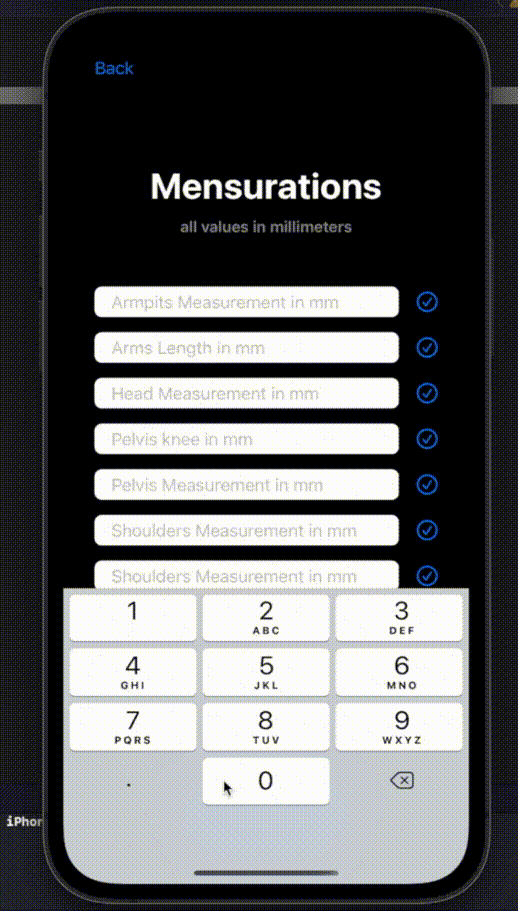 Back
Mensurations
all values in millimeters
Armpits Measurement in mm
Arms Length in mm
Head Measurement in mm
Pelvis knee in mm
Pelvis Measurement in mm
Shoulders Measurement in mm
Shoulders Measurement in mm
1 2 3
ABC DEF
4 5 6
GHI JKL MNO
7 8 9
PQRS TUV WXYZ
. 0
iPhon